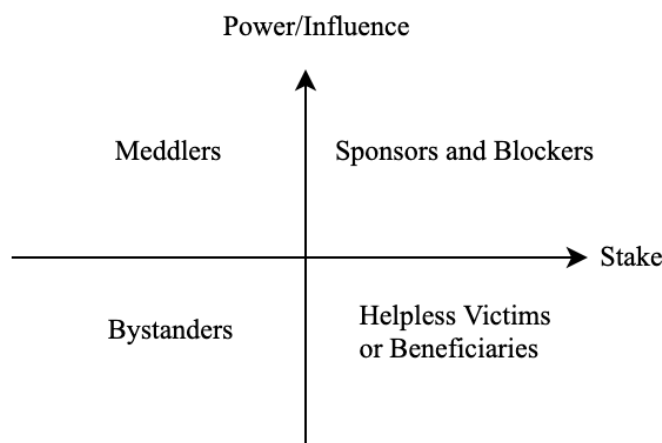 Power/Influence
Meddlers
Sponsors and Blockers
Stake
Bystanders
Helpless Victims
or Beneficiaries